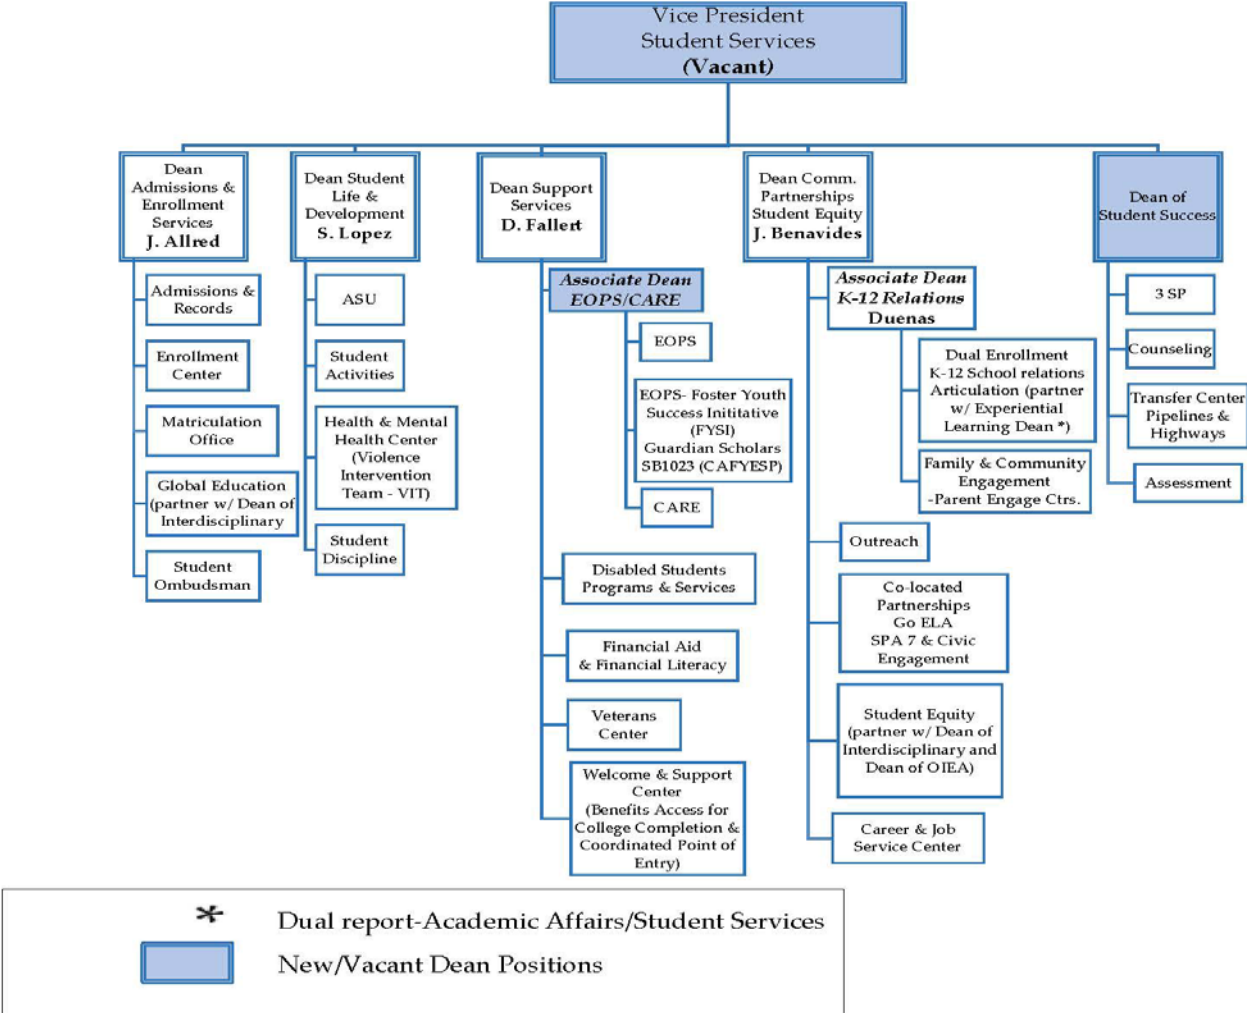 Vice President
Student Services
(Vacant)
Dean
Admissions &
Enrollment
Services
J. Allred
Admissions &
Records
Enrollment
Center
Matriculation
Office
Global Education
(partner w/ Dean of
Interdisciplinary
Student
Ombudsman
Dean Student
Life &
Development
S. Lopez
ASU
Student
Activities
Health & Mental
Health Center
(Violence
Intervention
Team - VIT)
Student
Discipline
Dean Support
Services
D. Fallert
Associate Dean
EOPS/CARE
EOPS
EOPS- Foster Youth
Success Inititative
(FYSI)
Guardian Scholars
SB1023 (CAFYESP)
CARE
Disabled Students
Programs & Services
Financial Aid
& Financial Literacy
Veterans
Center
Welcome & Support
Center
(Benefits Access for
College Completion &
Coordinated Point of
Entry)
Dean Comm.
Partnerships
Student Equity
J. Benavides
Associate Dean
K-12 Relations
Duenas
Dual Enrollment
K-12 School relations
Articulation (partner
w/ Experiential
Learning Dean *)
Family & Community
Engagement
-Parent Engage Ctrs.
Outreach
Co-located
Partnerships
Go ELA
SPA 7 & Civic
Engagement
Student Equity
(partner w/ Dean of
Interdisciplinary and
Dean of OIEA)
Career & Job
Service Center
Dean of
Student Success
3 SP
Counseling
Transfer Center
Pipelines &
Highways
Assessment
* Dual report-Academic Affairs/Student Services
New/Vacant Dean Positions